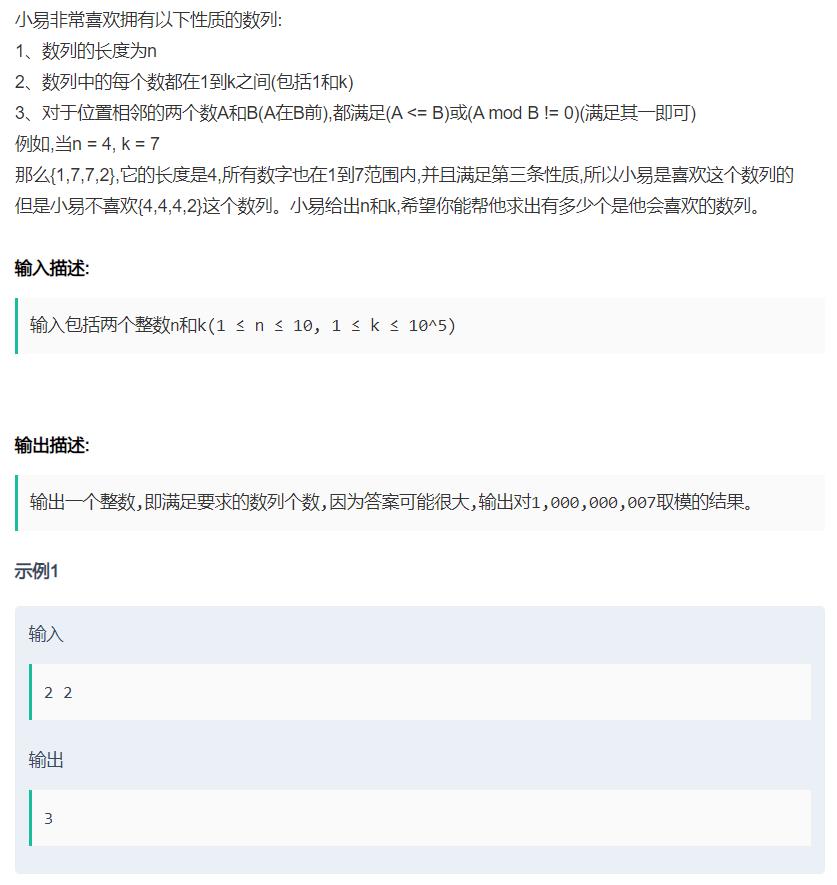 小易非常喜欢拥有以下性质的数列:
1、数列的长度为n
2、数列中的每个数都在1到k之间(包括1和k)
3、对于位置相邻的两个数A和B(A在B前),都满足(A <= B)或(A mod B != 0)(满足其一即可)
例如,当n = 4, k = 7
那么{1,7,7,2},它的长度是4,所有数字也在1到7范围内,并且满足第三条性质,所以小易是喜欢这个数列的
但是小易不喜欢{4,4,4,2}这个数列。小易给出n和k,希望你能帮他求出有多少个是他会喜欢的数列。
输入描述:
输入包括两个整数n和k(1 ≤ n ≤ 10, 1 ≤ k ≤ 10^5)
输出描述:
输出一个整数,即满足要求的数列个数,因为答案可能很大,输出对1,000,000,007取模的结果。
示例1
输入
2 2
输出
3